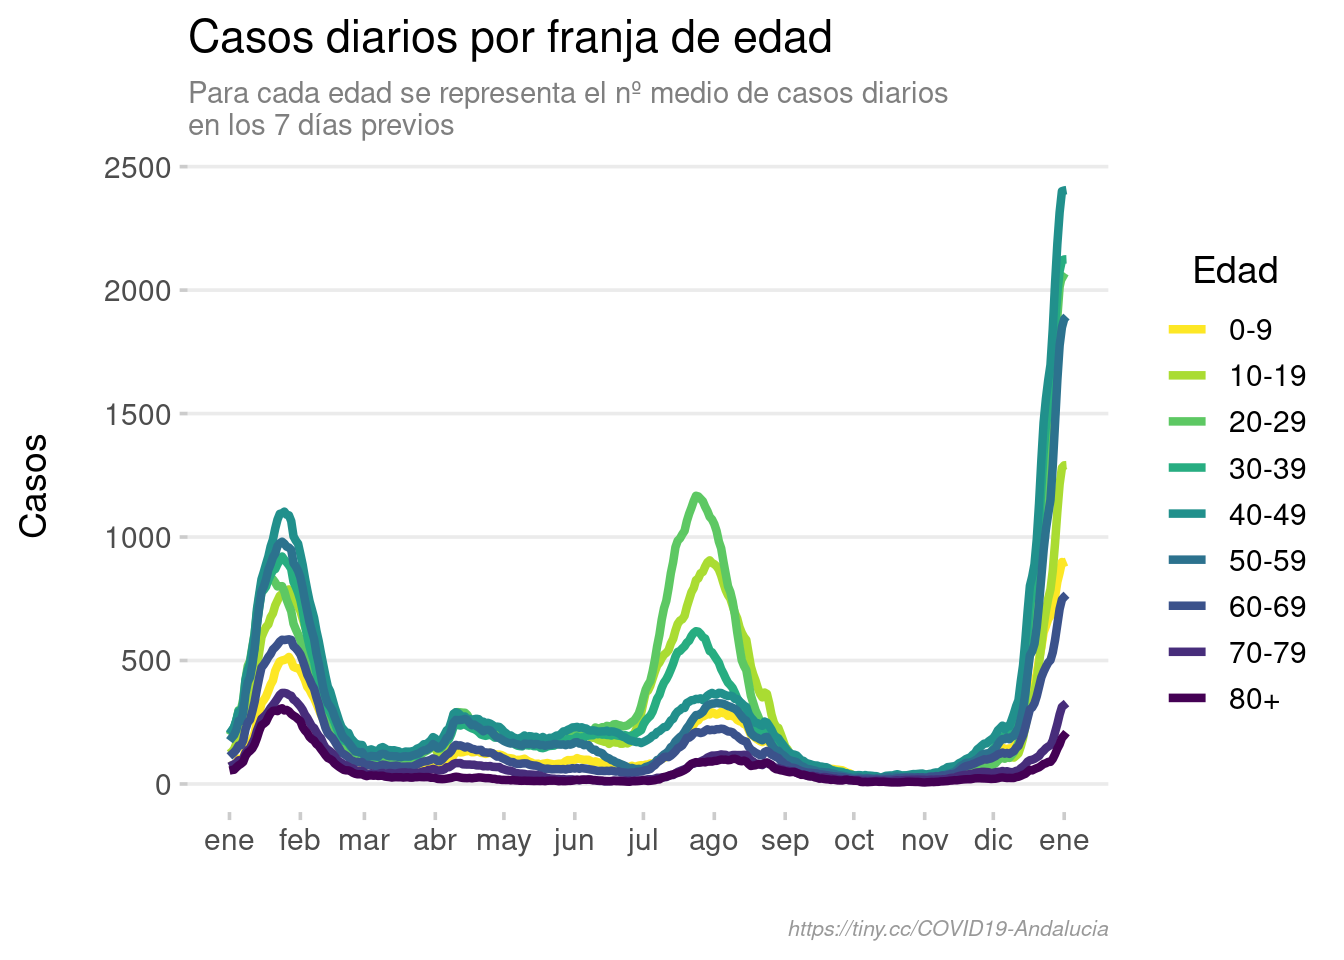 Casos diarios por franja de edad
Para cada edad se representa el nº medio de casos diarios
en los 7 días previos
2500
2000
1500
1000
500
0
Casos
ene feb mar abr may jun jul ago sep oct nov dic ene
Edad
0-9
10-19
20-29
30-39
40-49
50-59
60-69
70-79
80+
https://tiny.cc/COVID19-Andalucia